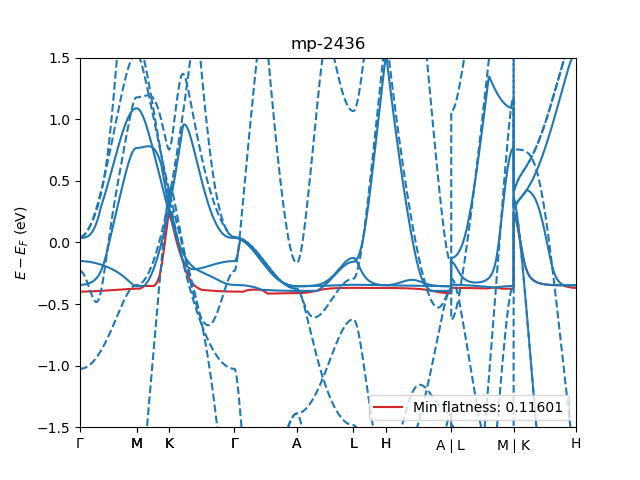 mp-2436
E − E_F (eV)
1.5
1.0
0.5
0.0
−0.5
−1.0
−1.5
Min flatness: 0.11601
Γ M K Γ A L H A | L M | K H